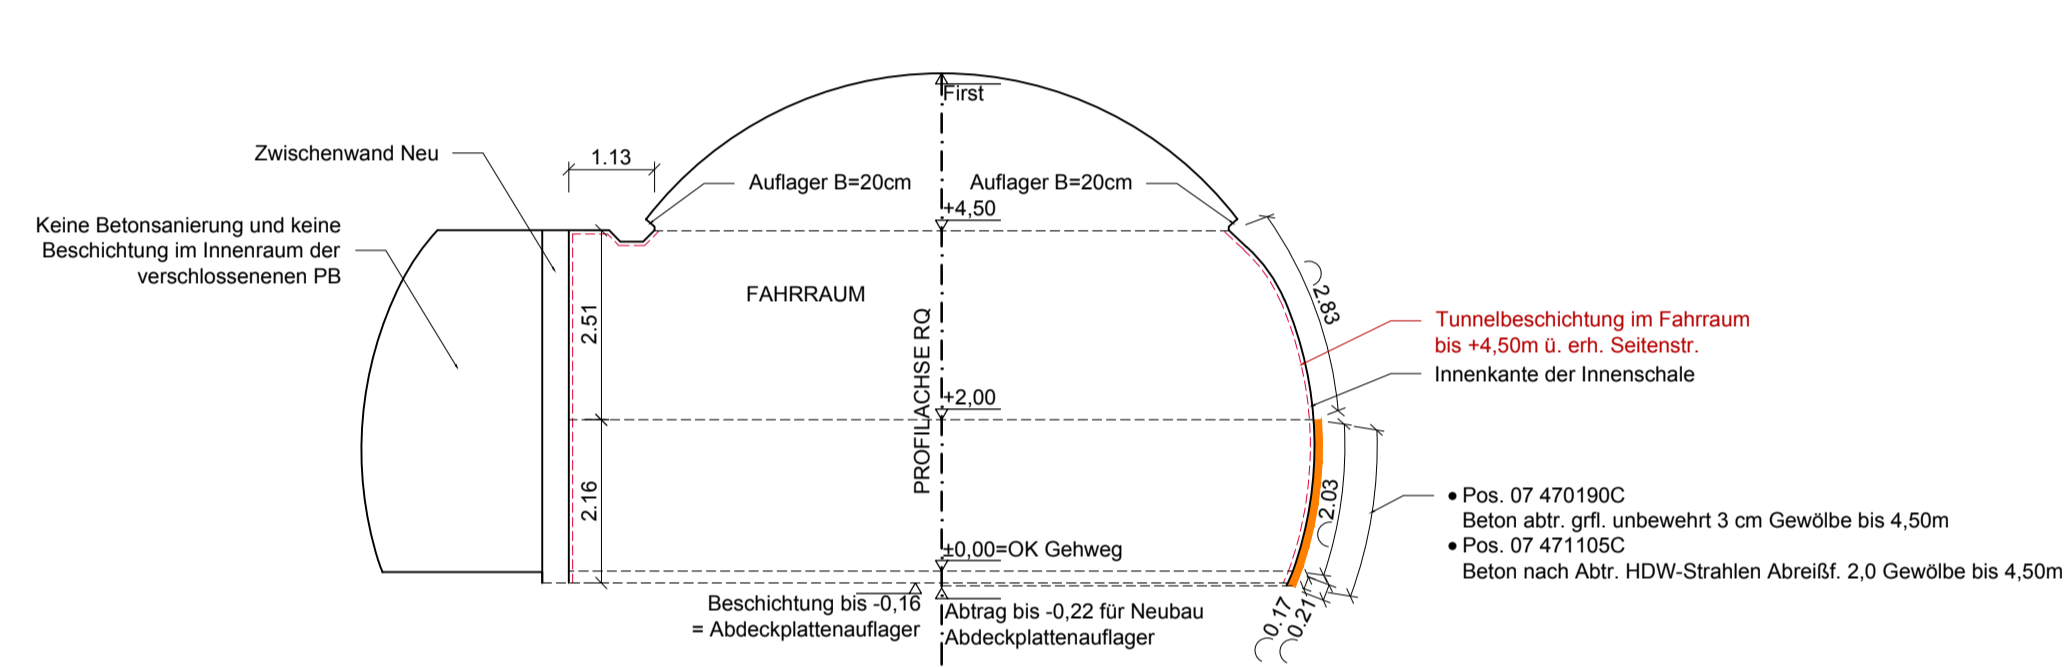 First
Zwischenwand Neu
1.13
Auflager B=20cm
Auflager B=20cm
+4,50
Keine Betonsanierung und keine
Beschichtung im Innenraum der
verschlossenenen PB
FAHRRAUM
2.51
PROFILACHSE RQ
2.83
Tunnelbeschichtung im Fahrraum
bis +4,50m ü. erh. Seitenstr.
Innenkante der Innenschale
+2,00
2.16
2.03
• Pos. 07 470190C
Beton abtr. grfl. unbewehrt 3 cm Gewölbe bis 4,50m
• Pos. 07 471105C
Beton nach Abtr. HDW-Strahlen Abreißf. 2,0 Gewölbe bis 4,50m
±0,00=OK Gehweg
Beschichtung bis -0,16
= Abdeckplattenauflager
Abtrag bis -0,22 für Neubau
Abdeckplattenauflager
0.17
0.21